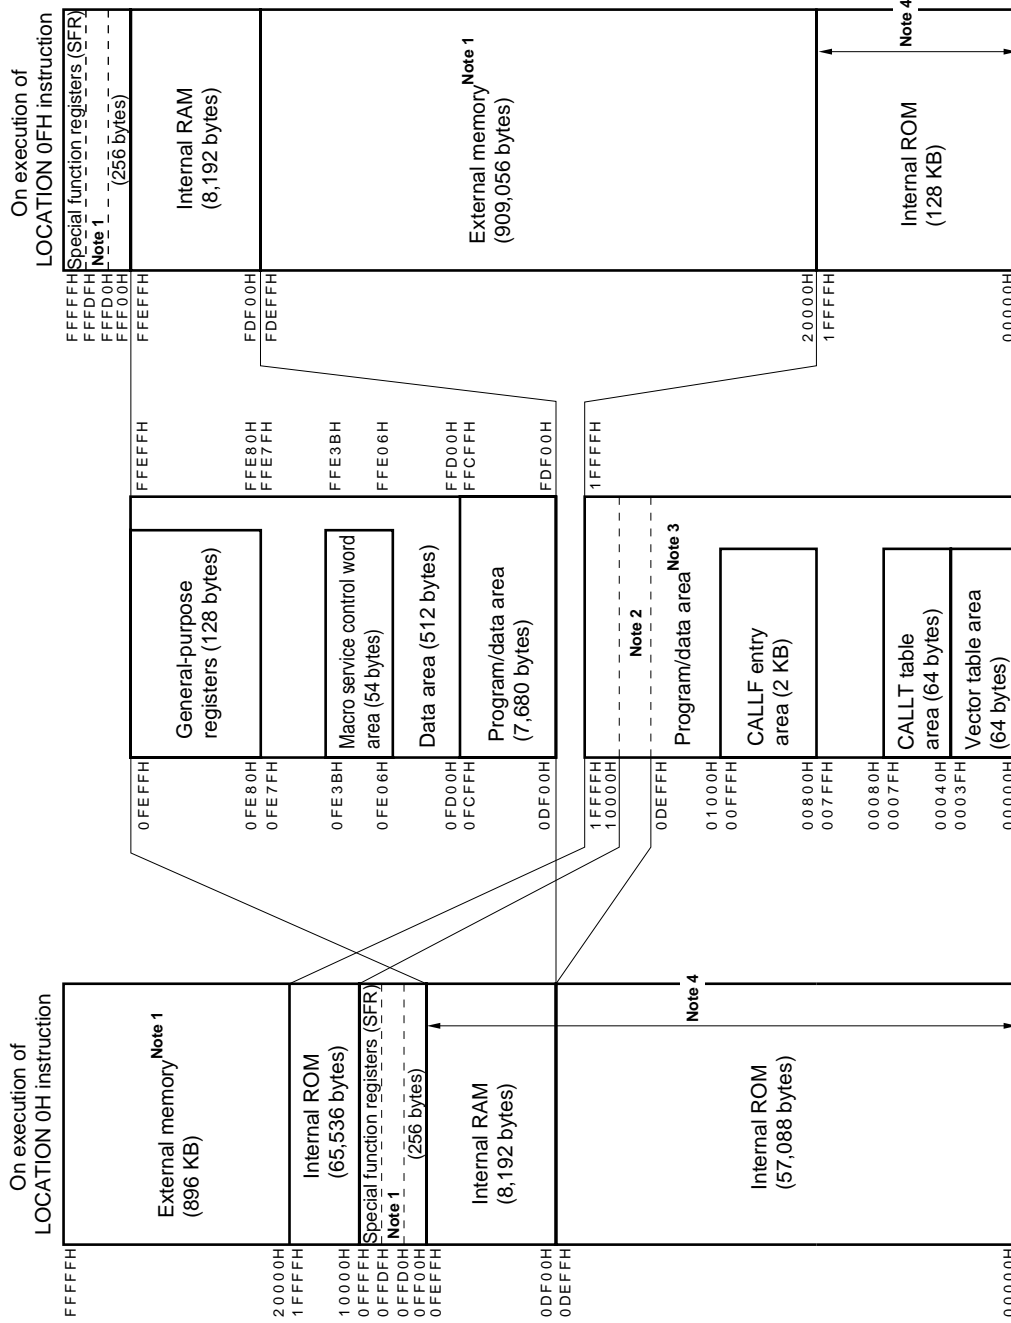 On execution of
LOCATION 0H instruction
FFFFFH
External memory Note 1
(896 KB)
20000H
1FFFFH
Internal ROM
(65,536 bytes)
10000H
0FFFFH
Special function registers (SFR)
0FFDFH
Note 1
0FFD0H
0FF00H
(256 bytes)
0FEFFH
Internal RAM
(8,192 bytes)
0DF00H
0DEFFH
Note 4
Internal ROM
(57,088 bytes)
00000H
0FEFFH
General-purpose
registers (128 bytes)
0FE80H
0FE7FH
0FE3BH
Macro service control word
area (54 bytes)
0FE06H
Data area (512 bytes)
0FD00H
0FCFFH
Program/data area
(7,680 bytes)
0DF00H
FFEFFH
FFE80H
FFE7FH
FFE3BH
FFE06H
FFD00H
FFCFFH
FDF00H
1FFFFH
10000H
Note 2
0DEFFH
Program/data area Note 3
01000H
00FFFH
CALLF entry
area (2 KB)
00800H
007FFH
00080H
0007FH
CALLT table
area (64 bytes)
00040H
0003FH
Vector table area
(64 bytes)
00000H
1FFFFH
On execution of
LOCATION 0FH instruction
FFFFFH
Special function registers (SFR)
FFFDFH
Note 1
FFFD0H
FFF00H
(256 bytes)
FFEFFH
Internal RAM
(8,192 bytes)
FDF00H
FDEFFH
External memory Note 1
(909,056 bytes)
20000H
1FFFFH
Note 4
Internal ROM
(128 KB)
00000H